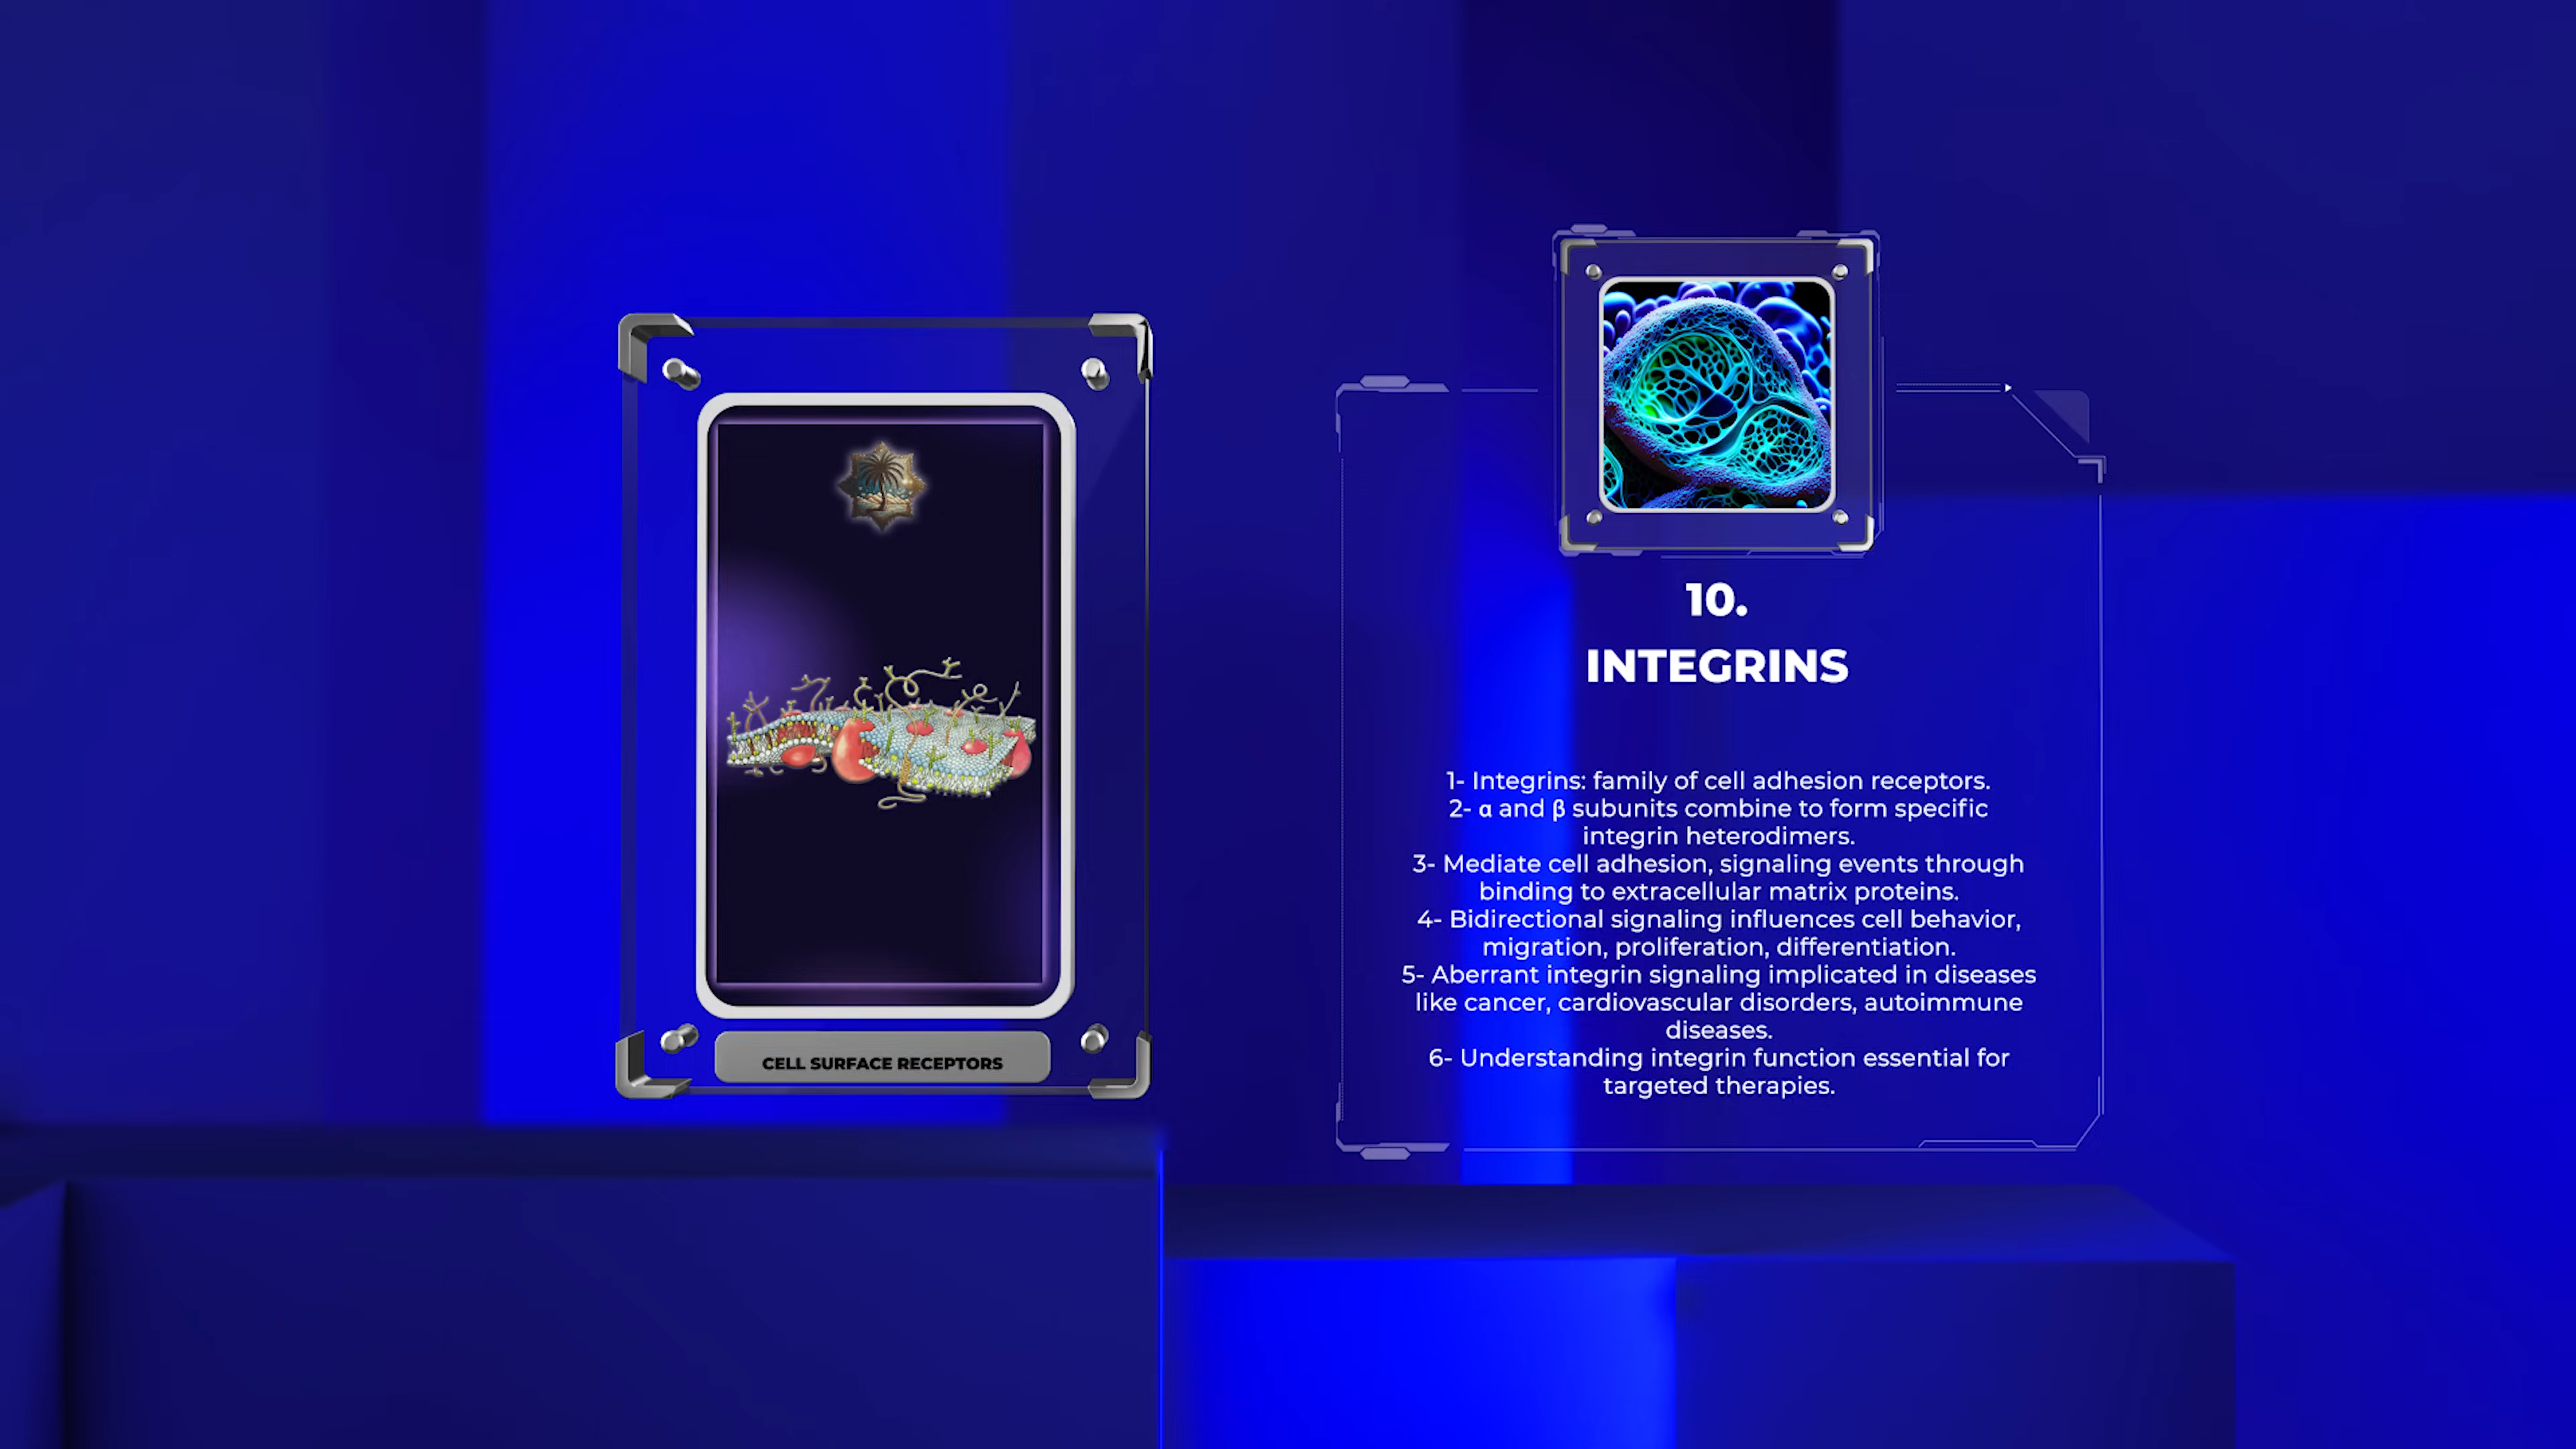 CELL SURFACE RECEPTORS
10.
INTEGRINS
1- Integrins: family of cell adhesion receptors.
2- α and β subunits combine to form specific
integrin heterodimers.
3- Mediate cell adhesion, signaling events through
binding to extracellular matrix proteins.
4- Bidirectional signaling influences cell behavior,
migration, proliferation, differentiation.
5- Aberrant integrin signaling implicated in diseases
like cancer, cardiovascular disorders, autoimmune
diseases.
6- Understanding integrin function essential for
targeted therapies.